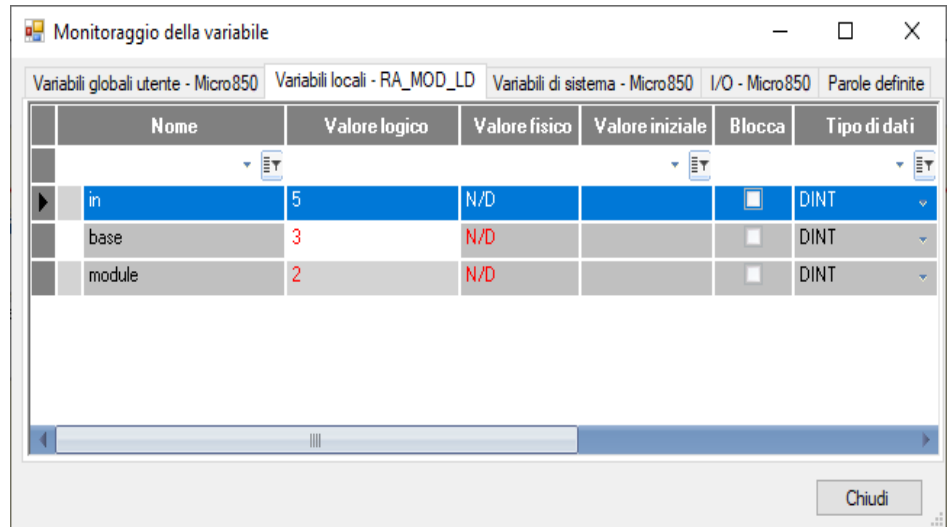 Monitoraggio della variabile
Variabili globali utente - Micro850 Variabili locali - RA_MOD_LD Variabili di sistema - Micro850 I/O - Micro850 Parole definite
Nome Valore logico Valore fisico Valore iniziale Blocca Tipo di dati
in 5 N/D DINT
base 3 N/D DINT
module 2 N/D DINT
Chiudi